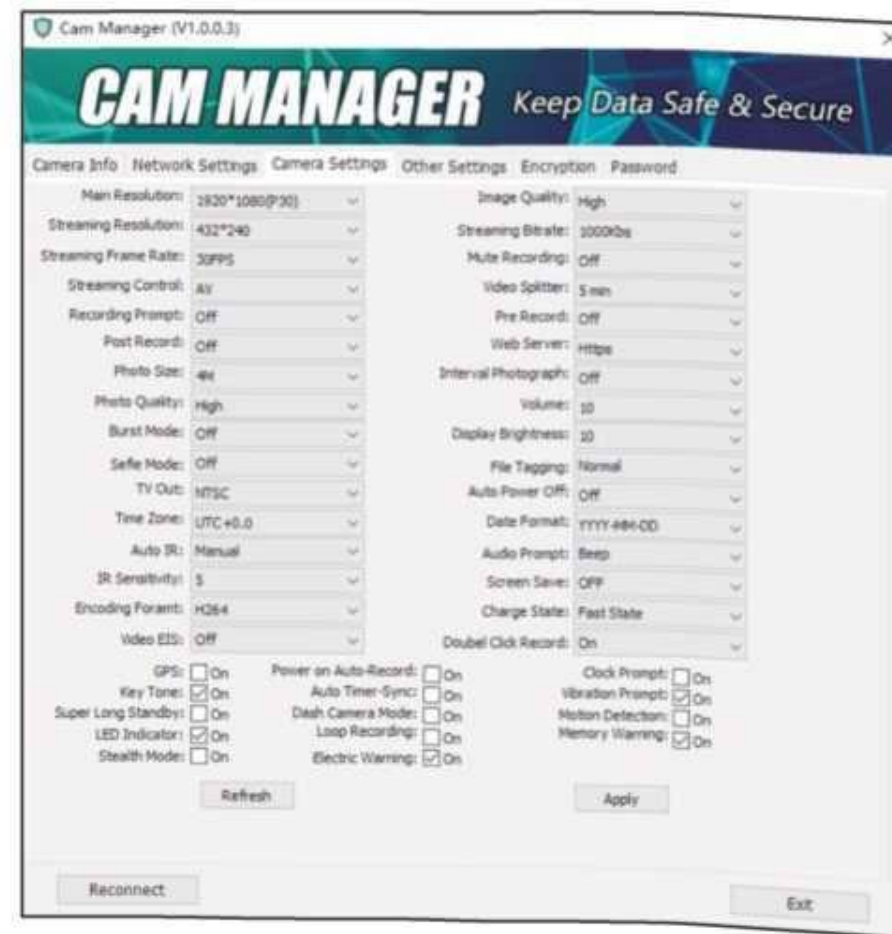 Cam Manager (V1.0.0.3)
CAM MANAGER Keep Data Safe & Secure
Camera Info Network Settings Camera Settings Other Settings Encryption Password
Main Resolution: 1920*1080(P30) Image Quality: High
Streaming Resolution: 432*240 Streaming Bitrate: 1000Kbs
Streaming Frame Rate: 30FPS Mute Recording: Off
Streaming Control: AV Video Splitter: 5 min
Recording Prompt: Off Pre Record: Off
Post Record: Off Web Server: Https
Photo Size: 4M Interval Photograph: Off
Photo Quality: High Volume: 10
Burst Mode: Off Display Brightness: 10
Selfie Mode: Off File Tagging: Normal
TV Out: NTSC Auto Power Off: Off
Time Zone: UTC+0.0 Date Format: YYYY-MM-DD
Auto IR: Manual Audio Prompt: Beep
IR Sensitivity: 5 Screen Save: OFF
Encoding Foramt: H264 Charge State: Fast State
Video EIS: Off Doubel Click Record: On
GPS: On Power on Auto-Record: On Clock Prompt: On
Key Tone: On Auto Timer-Sync: On Vibration Prompt: On
Super Long Standby: On Dash Camera Mode: On Motion Detection: On
LED Indicator: On Loop Recording: On Memory Warning: On
Stealth Mode: On Electric Warning: On
Refresh Apply
Reconnect Exit